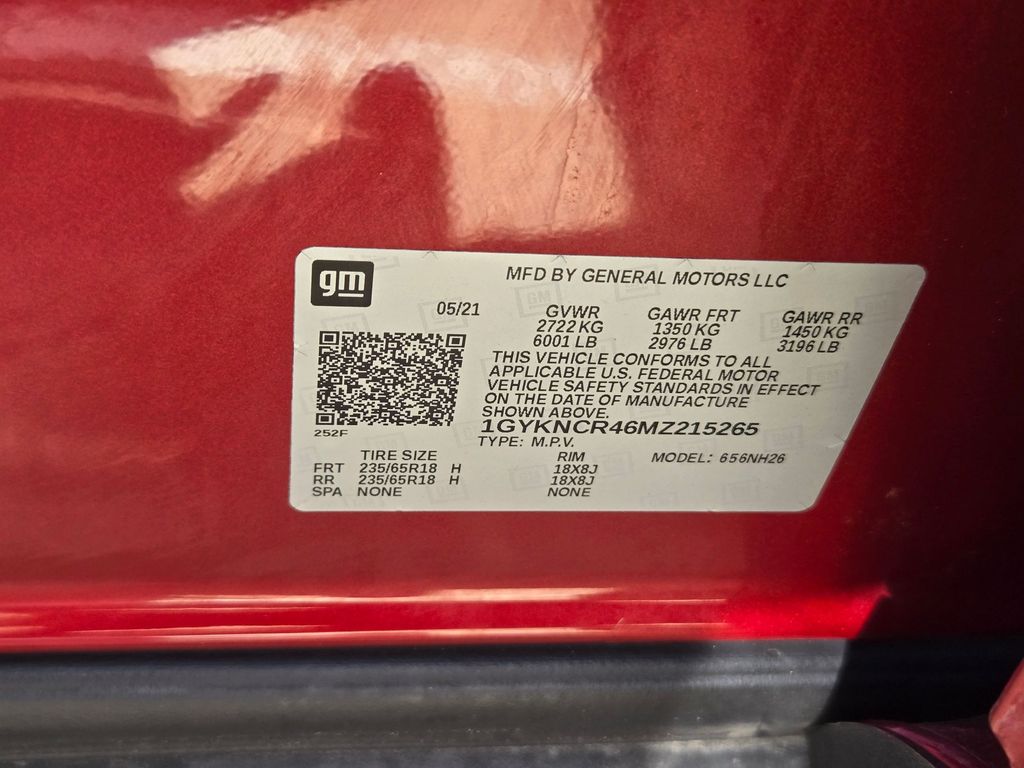 gm
MFD BY GENERAL MOTORS LLC
05/21
GVWR GAWR FRT GAWR RR
2722 KG 1350 KG 1450 KG
6001 LB 2976 LB 3196 LB
THIS VEHICLE CONFORMS TO ALL
APPLICABLE U.S. FEDERAL MOTOR
VEHICLE SAFETY STANDARDS IN EFFECT
ON THE DATE OF MANUFACTURE
SHOWN ABOVE.
1GYKNCR46MZ215265
252F
TYPE: M.P.V. MODEL: 656NH26
TIRE SIZE RIM
FRT 235/65R18 H 18X8J
RR 235/65R18 H 18X8J
SPA NONE NONE